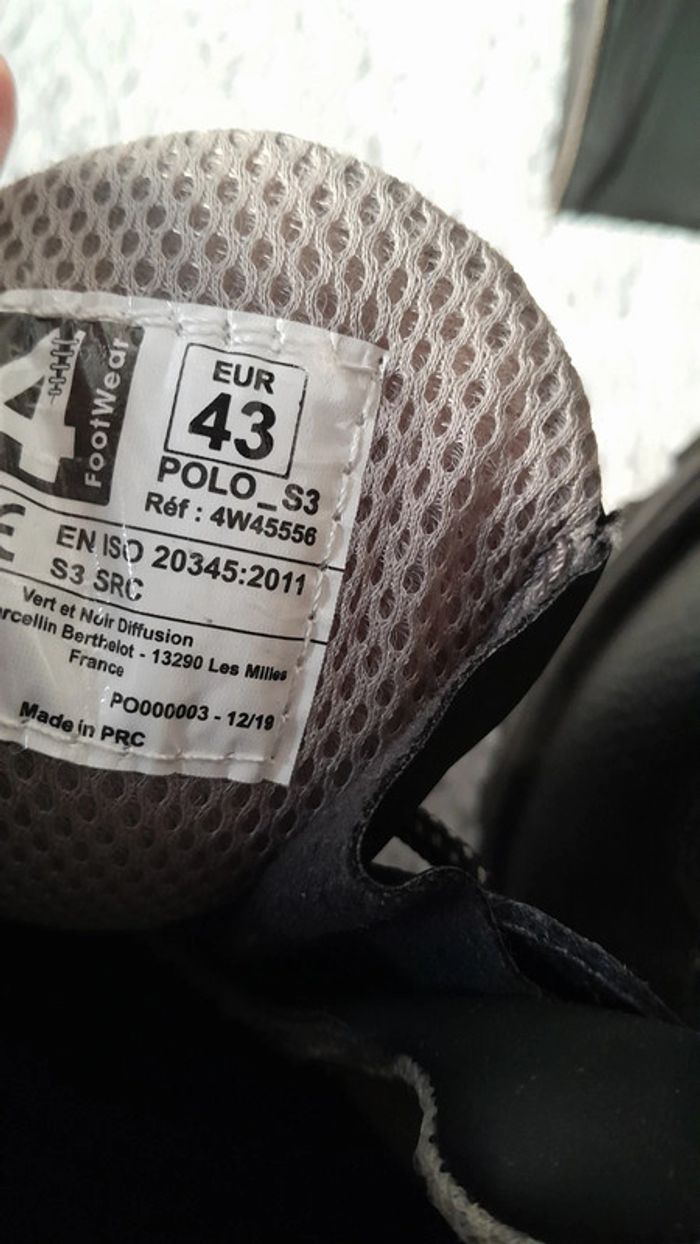 FootWear
EUR
43
POLO_S3
Réf : 4W45556
EN ISO 20345:2011
S3 SRC
Vert et Noir Diffusion
Berthelot - 13290 Les Milles
France
PO000003 - 12/19
Made in PRC